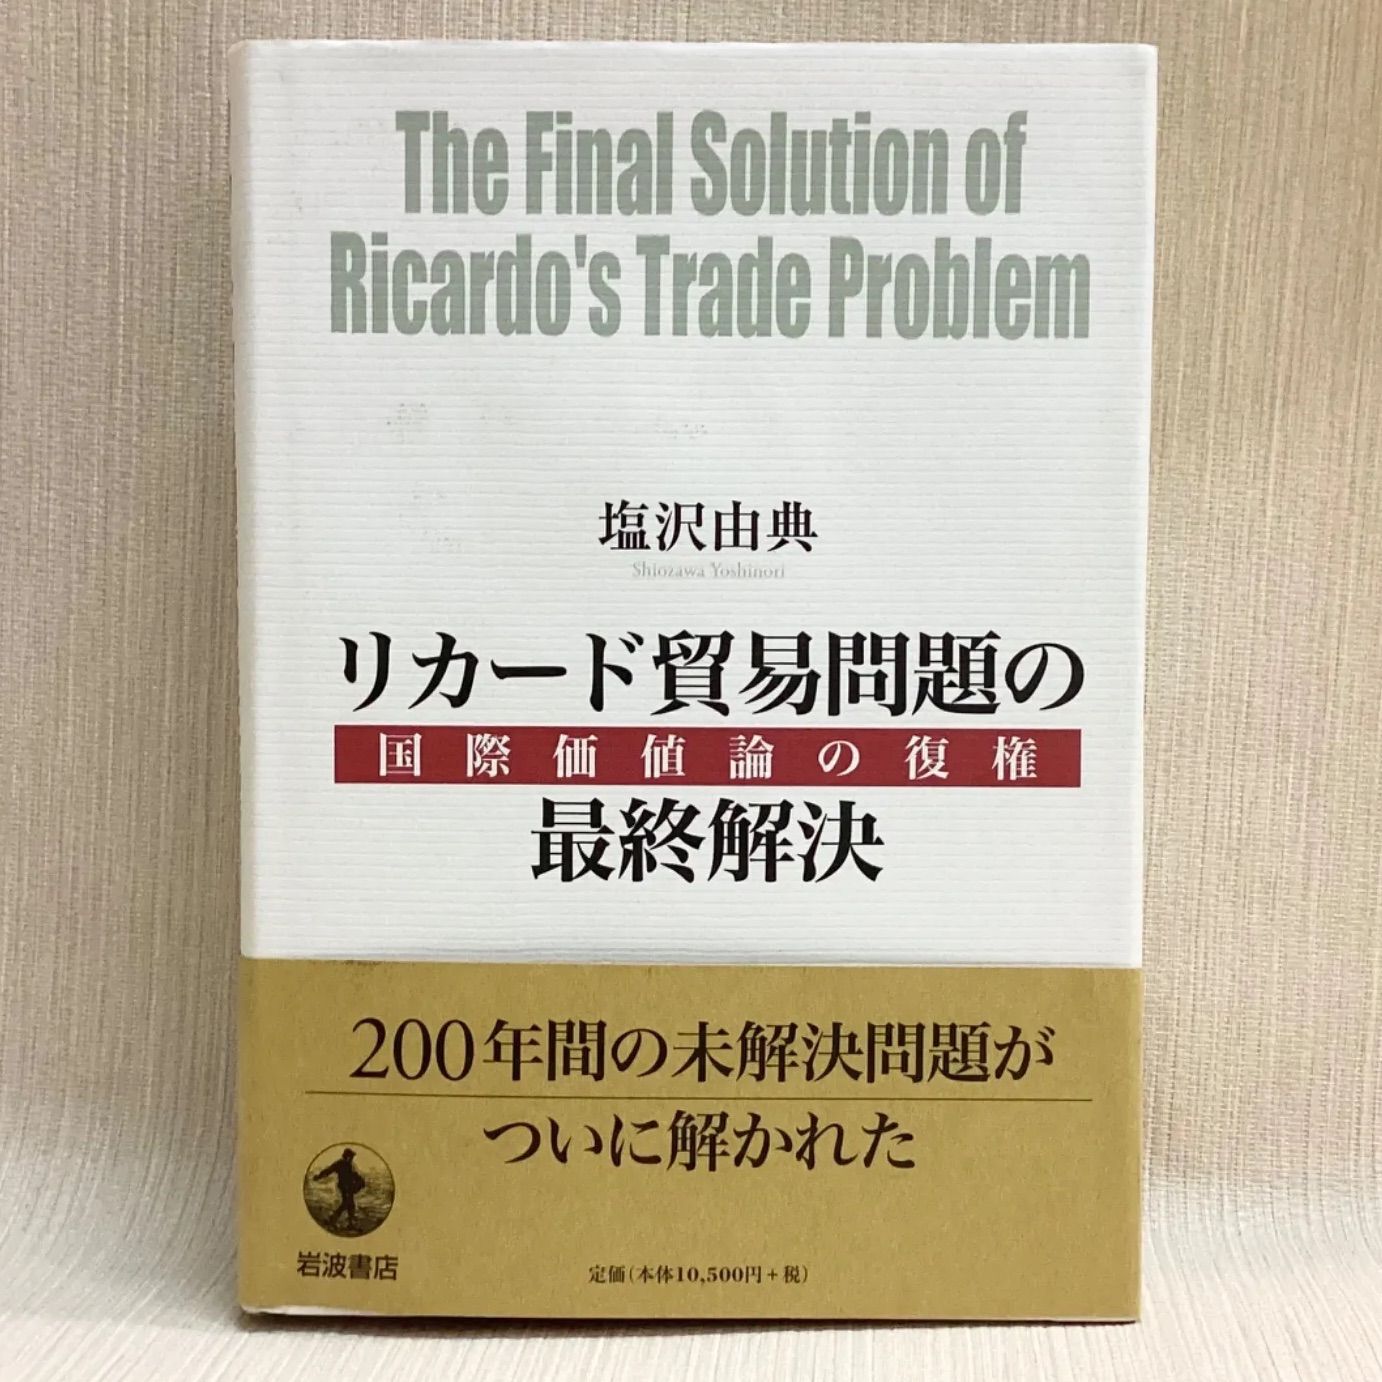 The Final Solution of
Ricardo's Trade Problem
塩沢由典
Shiozawa Yoshinori
リカード貿易問題の
国際価値論の復権
最終解決
200年間の未解決問題が
ついに解かれた
岩波書店
定価(本体10,500円+税)